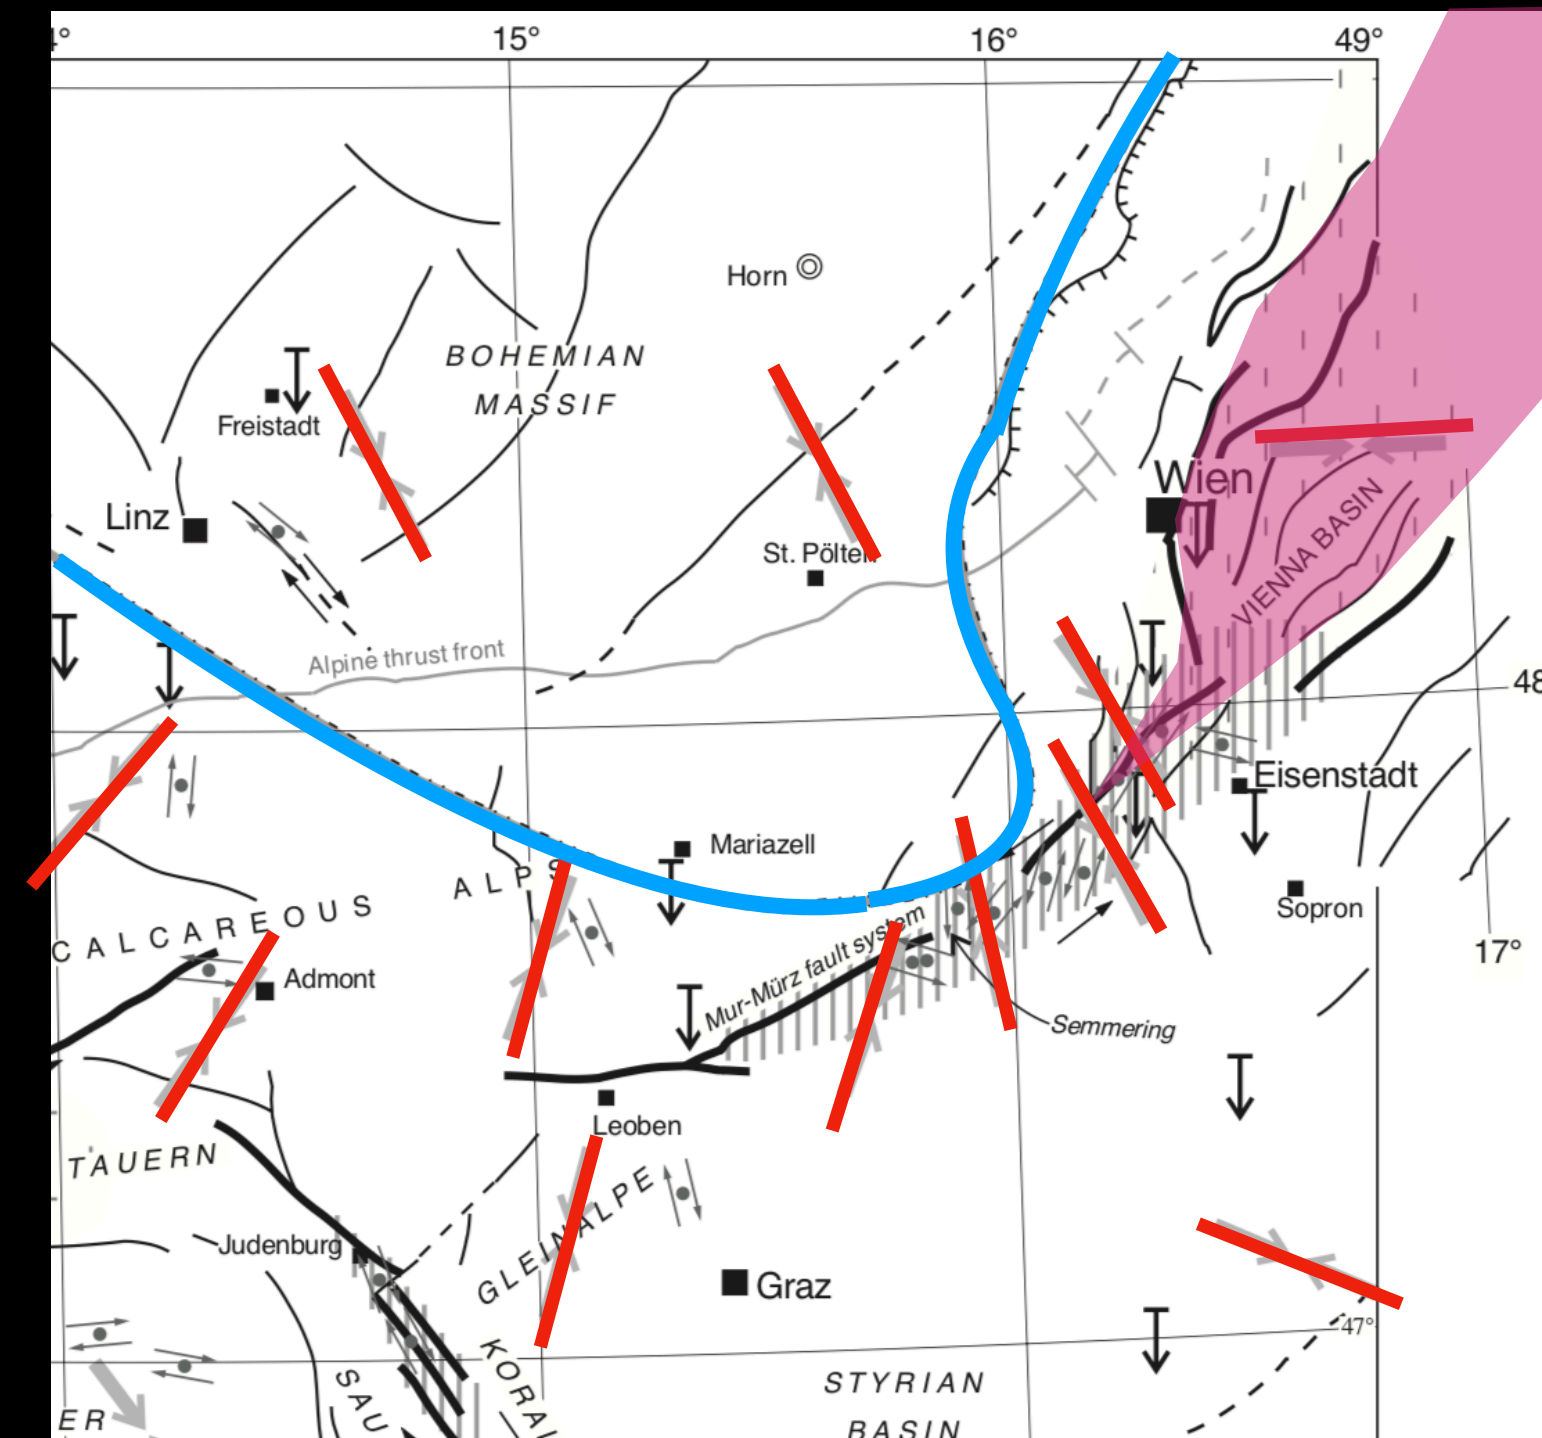 4°
15°
16°
49°
Horn
BOHEMIAN
MASSIF
Freistadt
Linz
Wien
St. Pölten
VIENNA BASIN
Alpine thrust front
48
Eisenstadt
Mariazell
ALPS
CALCAREOUS
Sopron
17°
Admont
Mur-Mürz fault system
Semmering
Leoben
TAUERN
Judenburg
GLEINALPE
Graz
47°
KORAL
SAU
STYRIAN
BASIN
ER